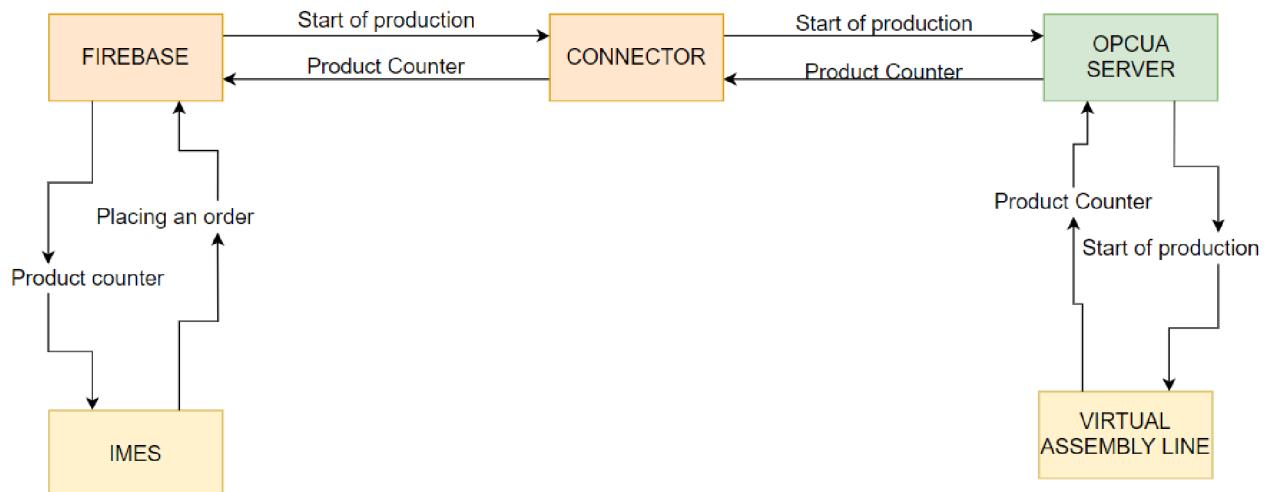 Start of production
Start of production
FIREBASE
CONNECTOR
OPCUA
SERVER
Product Counter
Product Counter
Placing an order
Product Counter
Product counter
Start of production
IMES
VIRTUAL
ASSEMBLY LINE